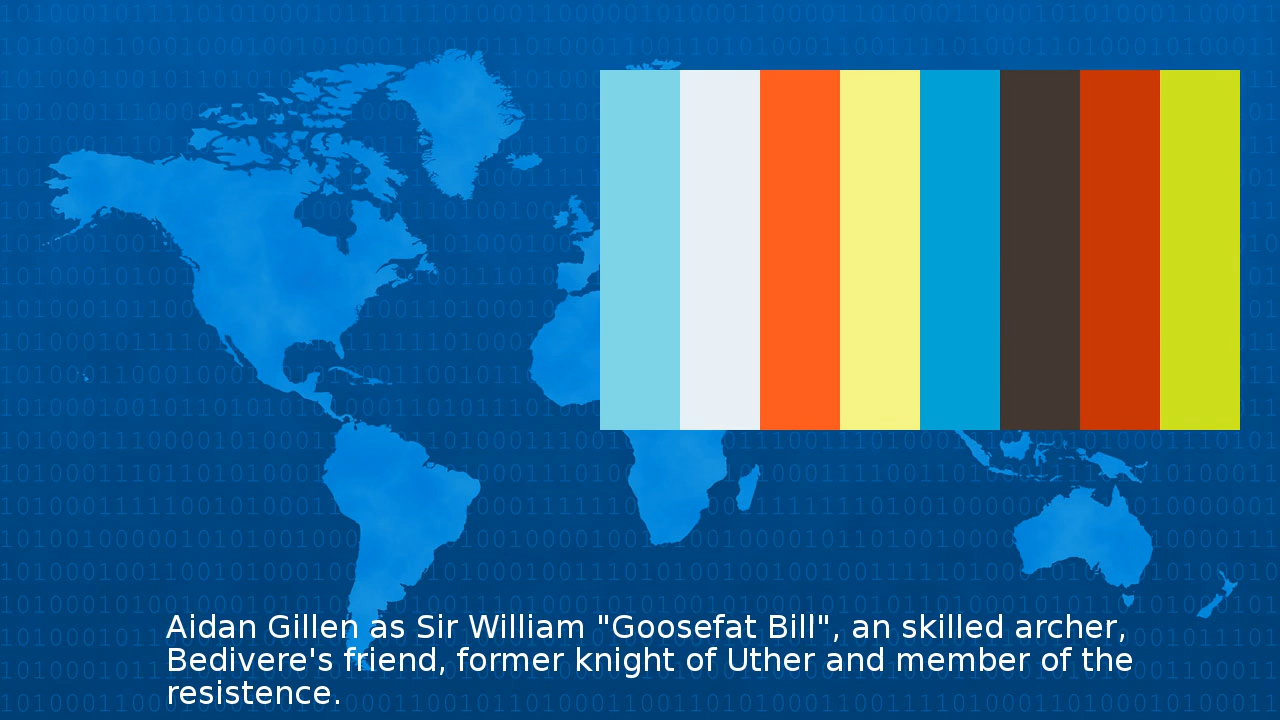 Aidan Gillen as Sir William "Goosefat Bill", an skilled archer,
Bedivere's friend, former knight of Uther and member of the
resistence.